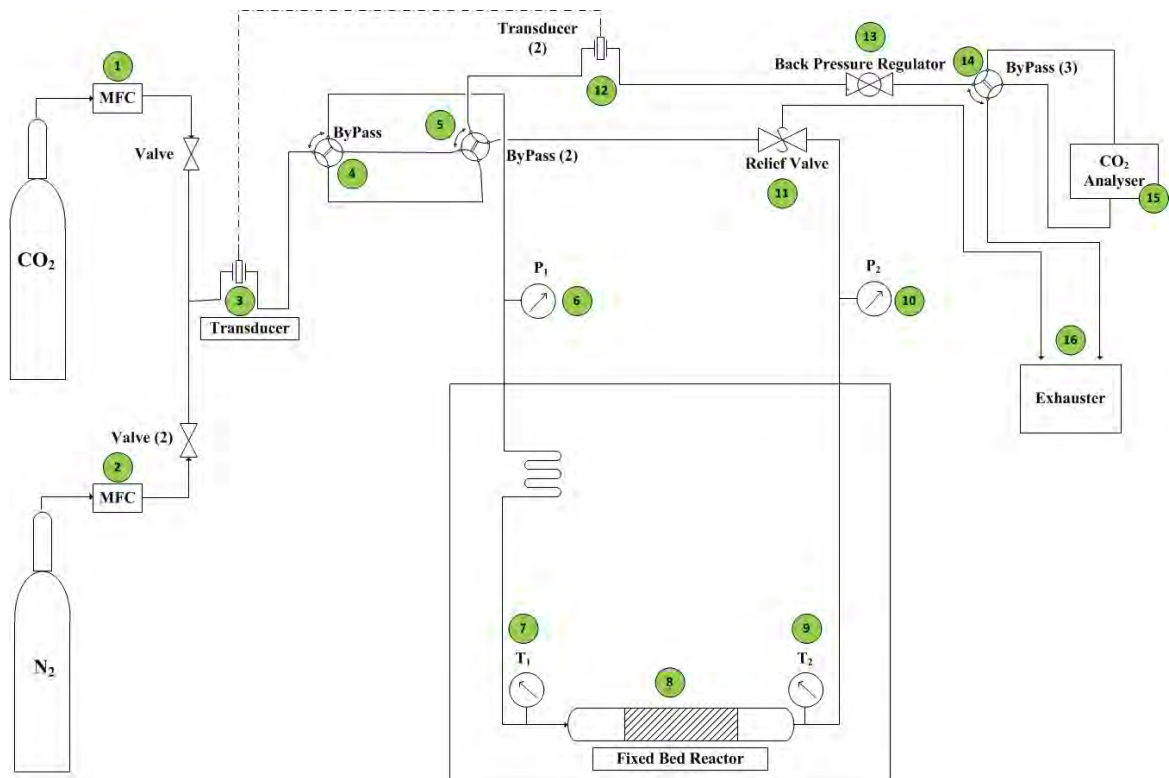 1
MFC
Valve
CO₂
3
Transducer
Valve (2)
2
MFC
N₂
ByPass
4
5
ByPass (2)
Transducer
(2)
12
13
Back Pressure Regulator
14
ByPass (3)
Relief Valve
11
CO₂
Analyser
15
P₁
6
P₂
10
16
Exhauster
7
T₁
8
9
T₂
Fixed Bed Reactor